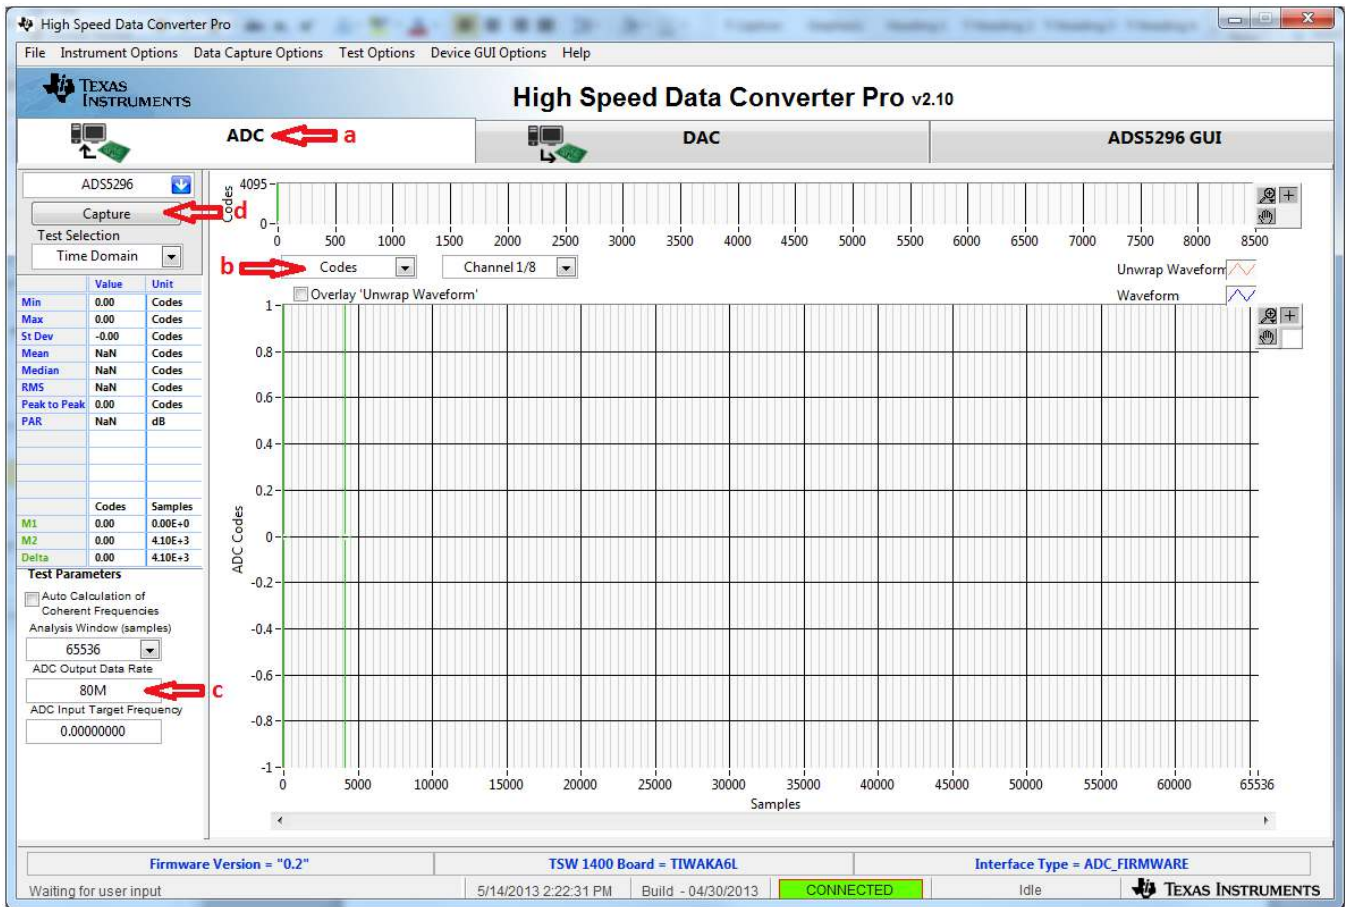 High Speed Data Converter Pro
File Instrument Options Data Capture Options Test Options Device GUI Options Help
TEXAS INSTRUMENTS
High Speed Data Converter Pro v2.10
ADC a DAC ADS5296 GUI
ADS5296
Capture d
Test Selection
Time Domain
Value Unit
Min 0.00 Codes
Max 0.00 Codes
St Dev -0.00 Codes
Mean NaN Codes
Median NaN Codes
RMS NaN Codes
Peak to Peak 0.00 Codes
PAR NaN dB
Codes Samples
M1 0.00 0.00E+0
M2 0.00 4.10E+3
Delta 0.00 4.10E+3
Test Parameters
Auto Calculation of
Coherent Frequencies
Analysis Window (samples)
65536
ADC Output Data Rate
80M c
ADC Input Target Frequency
0.00000000
Codes
4095
0
0 500 1000 1500 2000 2500 3000 3500 4000 4500 5000 5500 6000 6500 7000 7500 8000 8500
b Codes Channel 1/8
Unwrap Waveform
Overlay 'Unwrap Waveform'
Waveform
ADC Codes
1
0.8
0.6
0.4
0.2
0
-0.2
-0.4
-0.6
-0.8
-1
0 5000 10000 15000 20000 25000 30000 35000 40000 45000 50000 55000 60000 65536
Samples
Firmware Version = "0.2" TSW 1400 Board = TIWAKA6L Interface Type = ADC_FIRMWARE
Waiting for user input 5/14/2013 2:22:31 PM Build - 04/30/2013 CONNECTED Idle TEXAS INSTRUMENTS